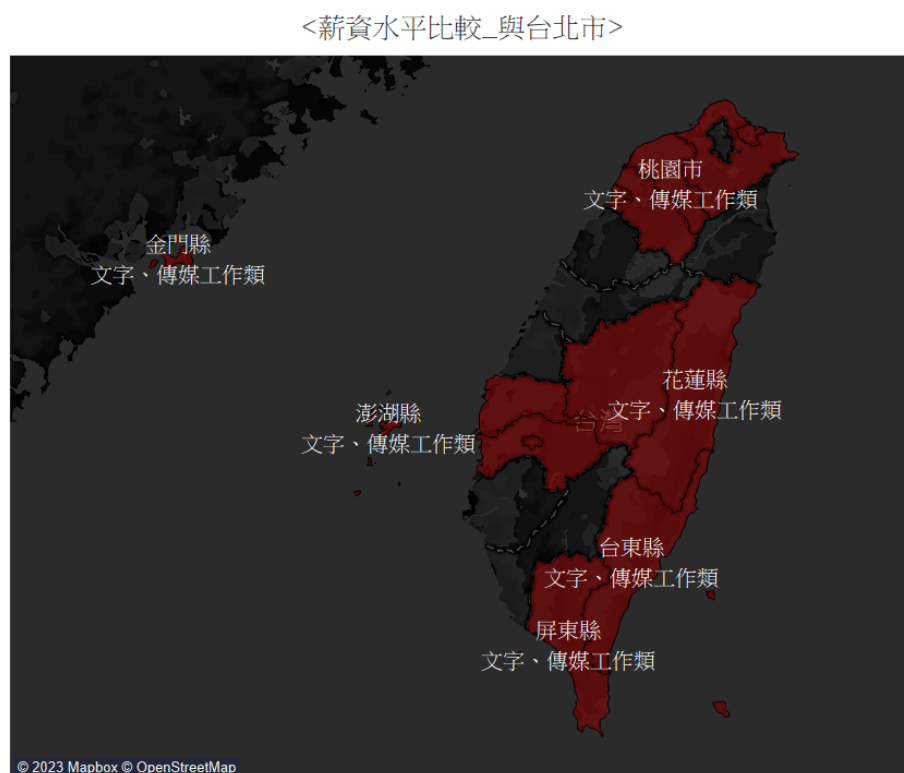 <薪資水平比較_與台北市>
桃園市
文字、傳媒工作類
金門縣
文字、傳媒工作類
花蓮縣
文字、傳媒工作類
澎湖縣
文字、傳媒工作類
台灣
台東縣
文字、傳媒工作類
屏東縣
文字、傳媒工作類
© 2023 Mapbox © OpenStreetMap